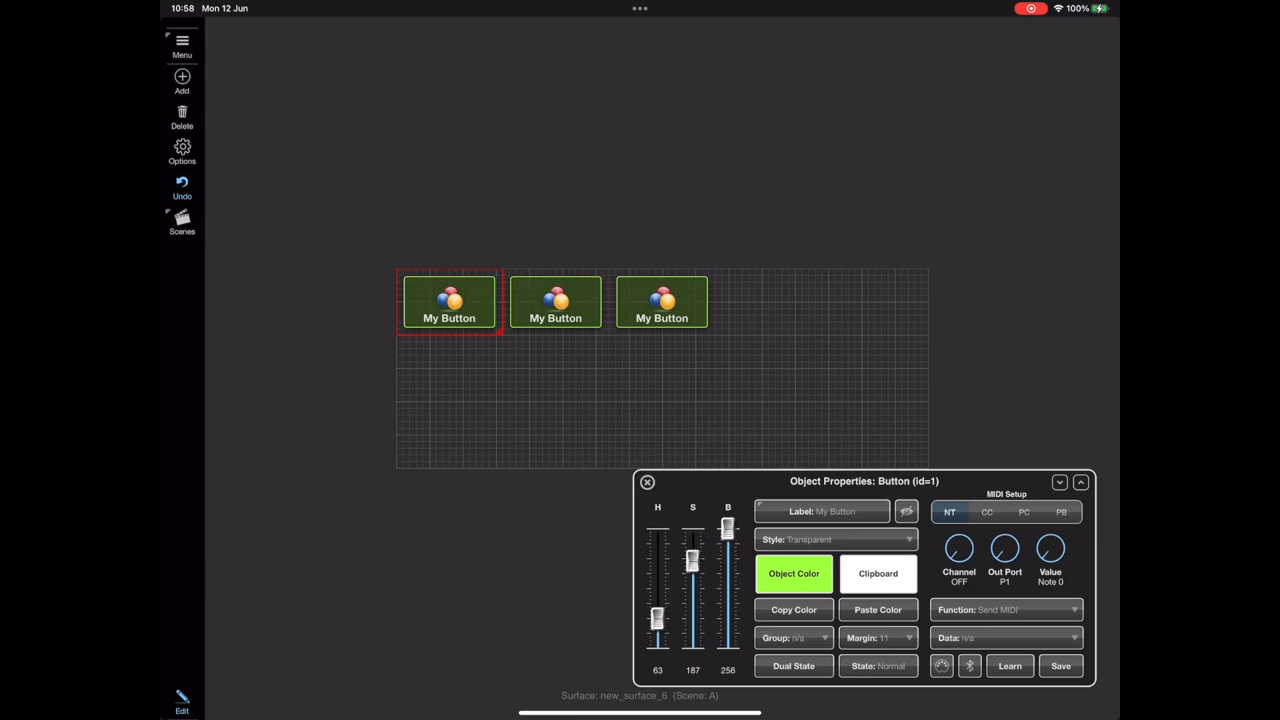 10:58 Mon 12 Jun
100%
Menu
Add
Delete
Options
Undo
Scenes
My Button
My Button
My Button
Object Properties: Button (id=1)
H
S
B
63
187
256
Label: My Button
Style: Transparent
Object Color
Clipboard
Copy Color
Paste Color
Group: n/a
Margin: 11
Dual State
State: Normal
MIDI Setup
NT
CC
PC
PB
Channel
OFF
Out Port
P1
Value
Note 0
Function: Send MIDI
Data: n/a
Learn
Save
Surface: new_surface_6 (Scene: A)
Edit